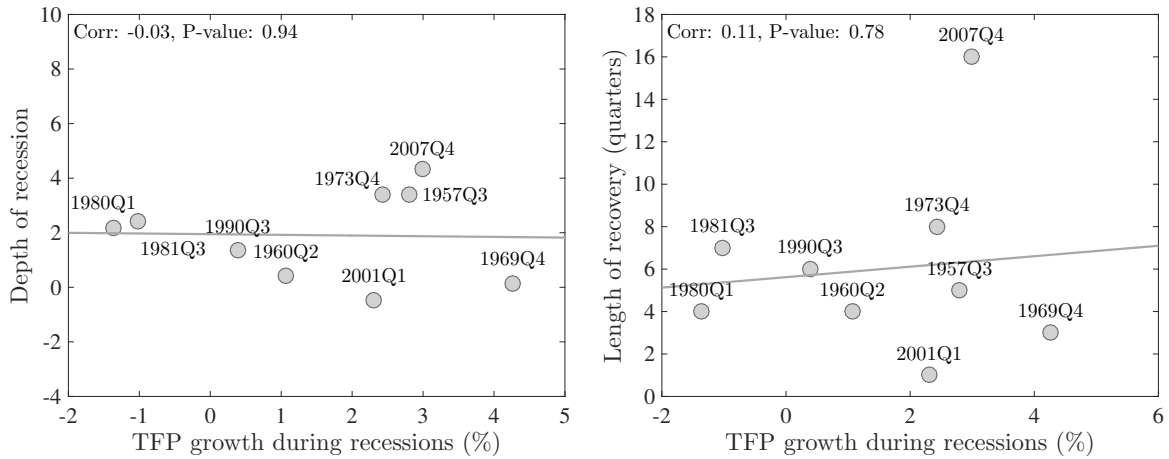 Corr: -0.03, P-value: 0.94
Depth of recession
10
8
6
4
2
0
-2
-4
2007Q4
1973Q4
1957Q3
1980Q1
1981Q3
1990Q3
1960Q2
2001Q1
1969Q4
-2 -1 0 1 2 3 4 5
TFP growth during recessions (%)
Corr: 0.11, P-value: 0.78
Length of recovery (quarters)
18
16
14
12
10
8
6
4
2
0
2007Q4
1973Q4
1981Q3
1990Q3
1957Q3
1980Q1
1960Q2
1969Q4
2001Q1
-2 0 2 4 6
TFP growth during recessions (%)